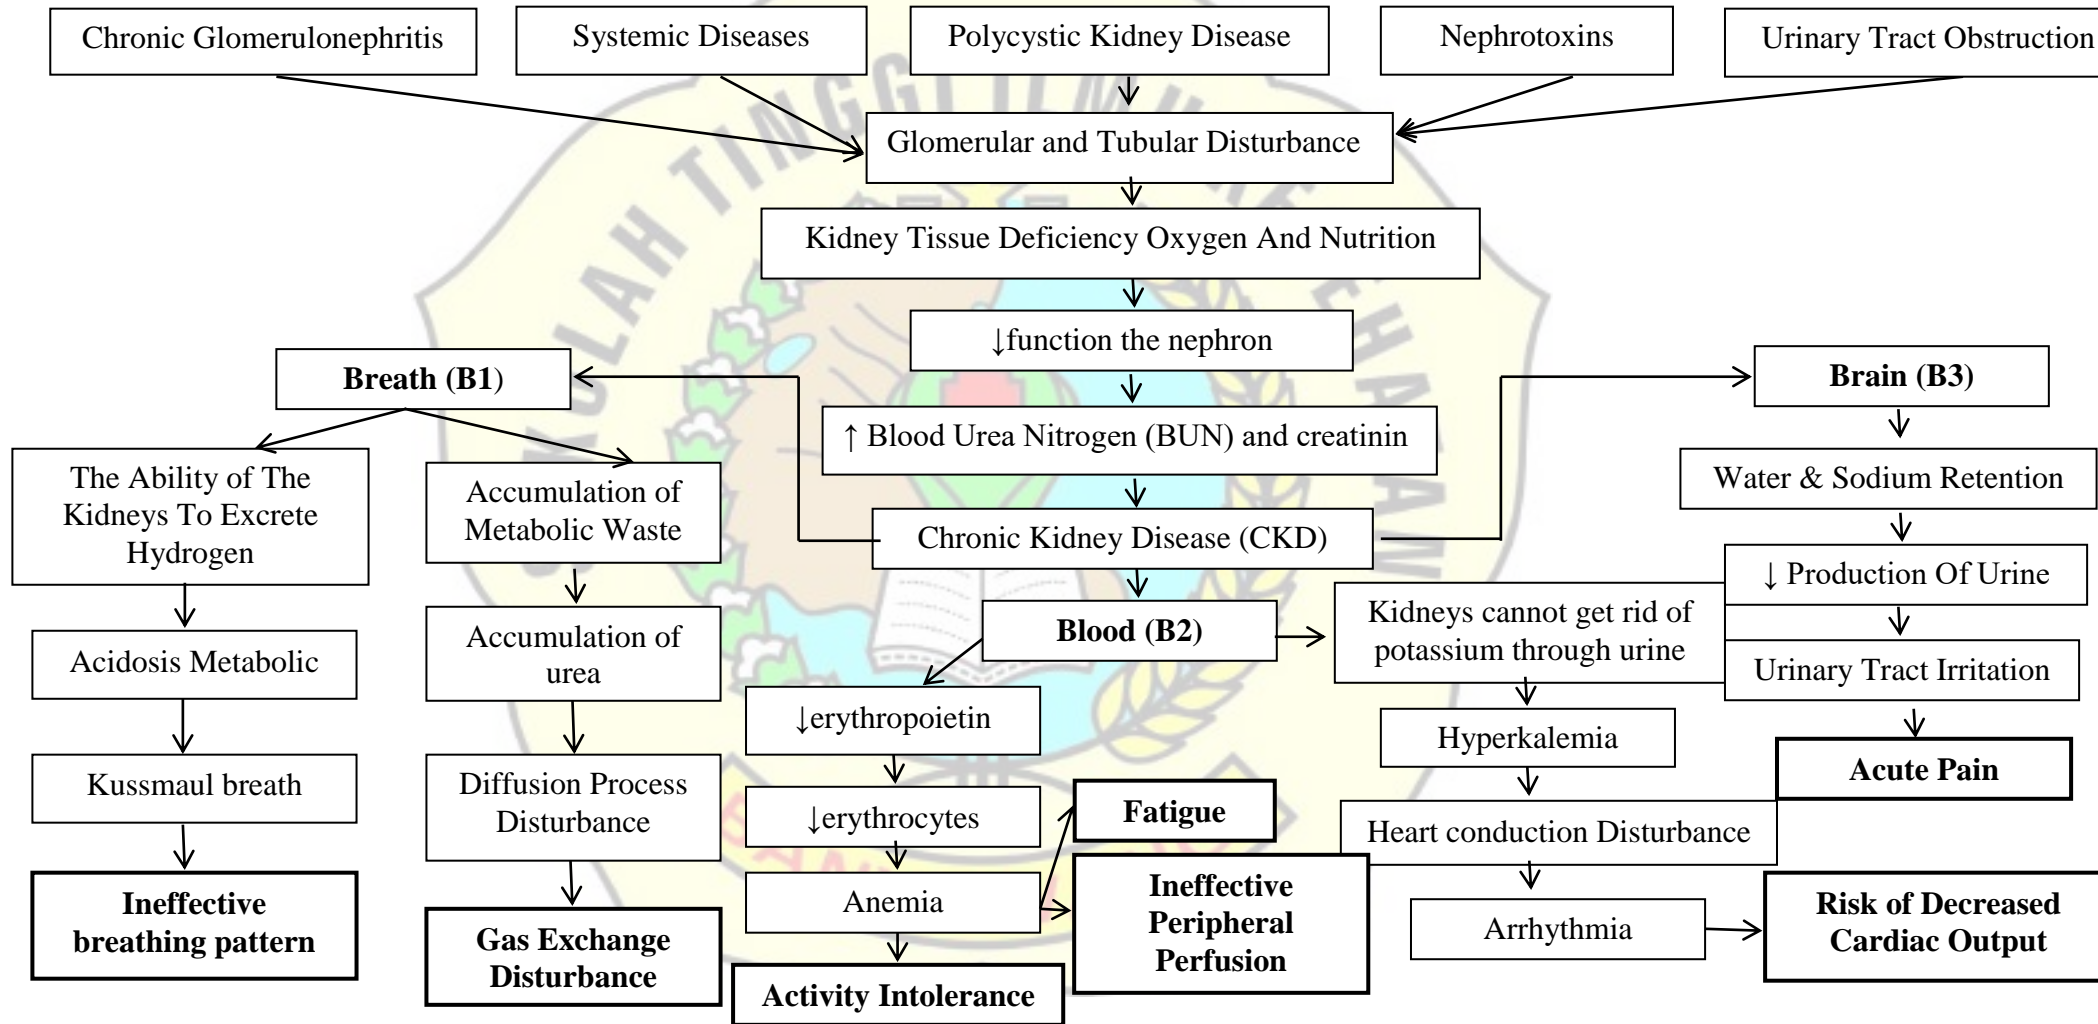 Chronic Glomerulonephritis
Systemic Diseases
Polycystic Kidney Disease
Nephrotoxins
Urinary Tract Obstruction
Glomerular and Tubular Disturbance
Kidney Tissue Deficiency Oxygen And Nutrition
↓function the nephron
↑ Blood Urea Nitrogen (BUN) and creatinin
Chronic Kidney Disease (CKD)
Breath (B1)
The Ability of The
Kidneys To Excrete
Hydrogen
Acidosis Metabolic
Kussmaul breath
Ineffective
breathing pattern
Accumulation of
Metabolic Waste
Accumulation of
urea
Diffusion Process
Disturbance
Gas Exchange
Disturbance
Blood (B2)
↓erythropoietin
↓erythrocytes
Anemia
Activity Intolerance
Fatigue
Ineffective
Peripheral
Perfusion
Kidneys cannot get rid of
potassium through urine
Hyperkalemia
Heart conduction Disturbance
Arrhythmia
Risk of Decreased
Cardiac Output
Brain (B3)
Water & Sodium Retention
↓ Production Of Urine
Urinary Tract Irritation
Acute Pain